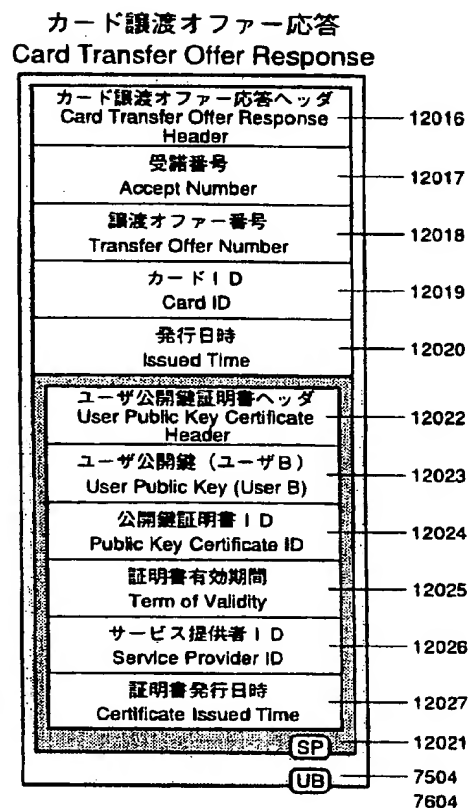 カード譲渡オファー応答
Card Transfer Offer Response
カード譲渡オファー応答ヘッダ
Card Transfer Offer Response
Header
12016
受諾番号
Accept Number
12017
譲渡オファー番号
Transfer Offer Number
12018
カードID
Card ID
12019
発行日時
Issued Time
12020
ユーザ公開鍵証明書ヘッダ
User Public Key Certificate
Header
12022
ユーザ公開鍵（ユーザB）
User Public Key (User B)
12023
公開鍵証明書ID
Public Key Certificate ID
12024
証明書有効期間
Term of Validity
12025
サービス提供者ID
Service Provider ID
12026
証明書発行日時
Certificate Issued Time
12027
SP
12021
UB
7504
7604